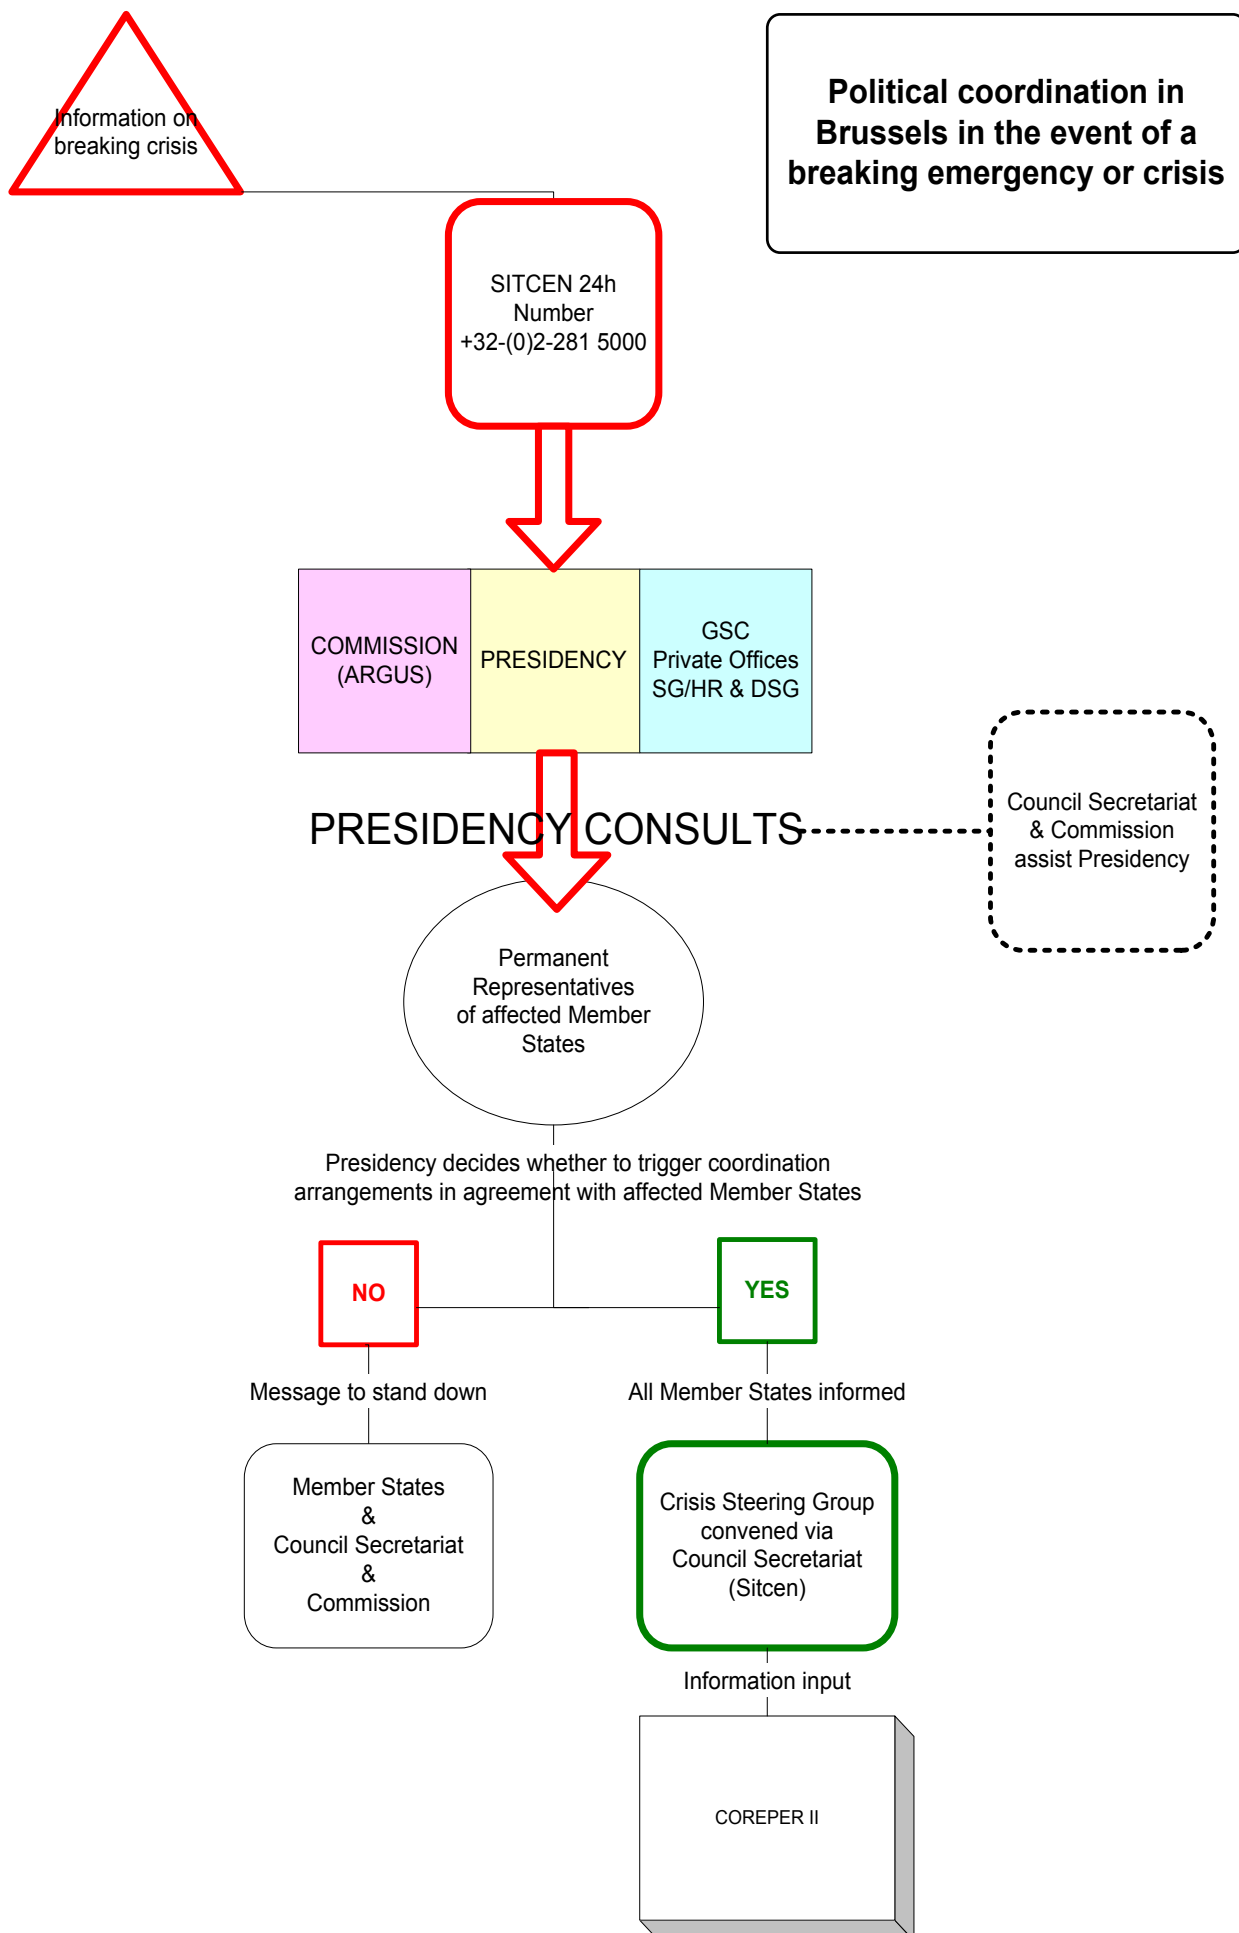 Information on
breaking crisis
Political coordination in
Brussels in the event of a
breaking emergency or crisis
SITCEN 24h
Number
+32-(0)2-281 5000
COMMISSION
(ARGUS)
PRESIDENCY
GSC
Private Offices
SG/HR & DSG
PRESIDENCY CONSULTS
Council Secretariat
& Commission
assist Presidency
Permanent
Representatives
of affected Member
States
Presidency decides whether to trigger coordination
arrangements in agreement with affected Member States
NO
YES
Message to stand down
All Member States informed
Member States
&
Council Secretariat
&
Commission
Crisis Steering Group
convened via
Council Secretariat
(Sitcen)
Information input
COREPER II